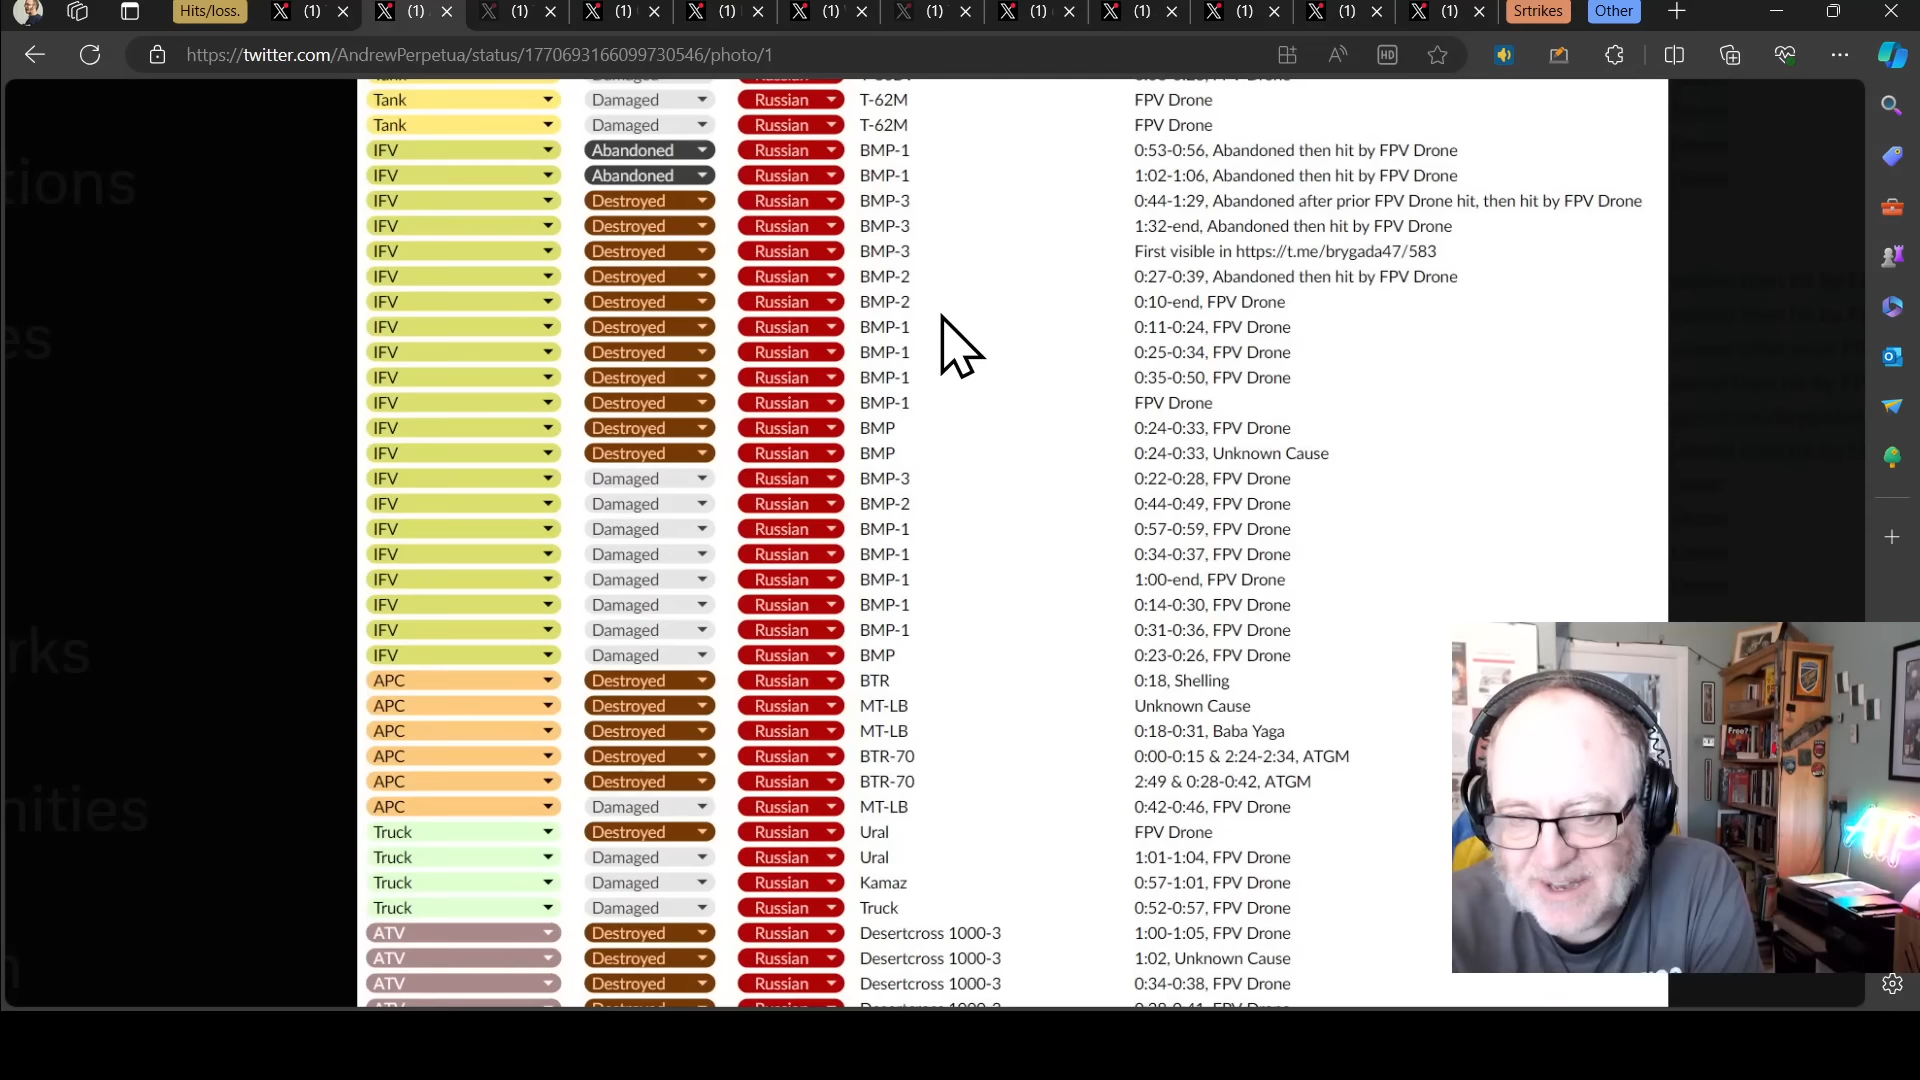 Hits/loss.
(1)
(1)
(1)
(1)
(1)
(1)
(1)
(1)
(1)
(1)
(1)
(1)
Srtrikes
Other
https://twitter.com/AndrewPerpetua/status/1770693166099730546/photo/1
Tank Damaged Russian T-62M FPV Drone
Tank Damaged Russian T-62M FPV Drone
IFV Abandoned Russian BMP-1 0:53-0:56, Abandoned then hit by FPV Drone
IFV Abandoned Russian BMP-1 1:02-1:06, Abandoned then hit by FPV Drone
IFV Destroyed Russian BMP-3 0:44-1:29, Abandoned after prior FPV Drone hit, then hit by FPV Drone
IFV Destroyed Russian BMP-3 1:32-end, Abandoned then hit by FPV Drone
IFV Destroyed Russian BMP-3 First visible in https://t.me/brygada47/583
IFV Destroyed Russian BMP-2 0:27-0:39, Abandoned then hit by FPV Drone
IFV Destroyed Russian BMP-2 0:10-end, FPV Drone
IFV Destroyed Russian BMP-1 0:11-0:24, FPV Drone
IFV Destroyed Russian BMP-1 0:25-0:34, FPV Drone
IFV Destroyed Russian BMP-1 0:35-0:50, FPV Drone
IFV Destroyed Russian BMP-1 FPV Drone
IFV Destroyed Russian BMP 0:24-0:33, FPV Drone
IFV Destroyed Russian BMP 0:24-0:33, Unknown Cause
IFV Damaged Russian BMP-3 0:22-0:28, FPV Drone
IFV Damaged Russian BMP-2 0:44-0:49, FPV Drone
IFV Damaged Russian BMP-1 0:57-0:59, FPV Drone
IFV Damaged Russian BMP-1 0:34-0:37, FPV Drone
IFV Damaged Russian BMP-1 1:00-end, FPV Drone
IFV Damaged Russian BMP-1 0:14-0:30, FPV Drone
IFV Damaged Russian BMP-1 0:31-0:36, FPV Drone
IFV Damaged Russian BMP 0:23-0:26, FPV Drone
APC Destroyed Russian BTR 0:18, Shelling
APC Destroyed Russian MT-LB Unknown Cause
APC Destroyed Russian MT-LB 0:18-0:31, Baba Yaga
APC Destroyed Russian BTR-70 0:00-0:15 & 2:24-2:34, ATGM
APC Destroyed Russian BTR-70 2:49 & 0:28-0:42, ATGM
APC Damaged Russian MT-LB 0:42-0:46, FPV Drone
Truck Destroyed Russian Ural FPV Drone
Truck Damaged Russian Ural 1:01-1:04, FPV Drone
Truck Damaged Russian Kamaz 0:57-1:01, FPV Drone
Truck Damaged Russian Truck 0:52-0:57, FPV Drone
ATV Destroyed Russian Desertcross 1000-3 1:00-1:05, FPV Drone
ATV Destroyed Russian Desertcross 1000-3 1:02, Unknown Cause
ATV Destroyed Russian Desertcross 1000-3 0:34-0:38, FPV Drone
tions
es
rks
nities
n
Free?